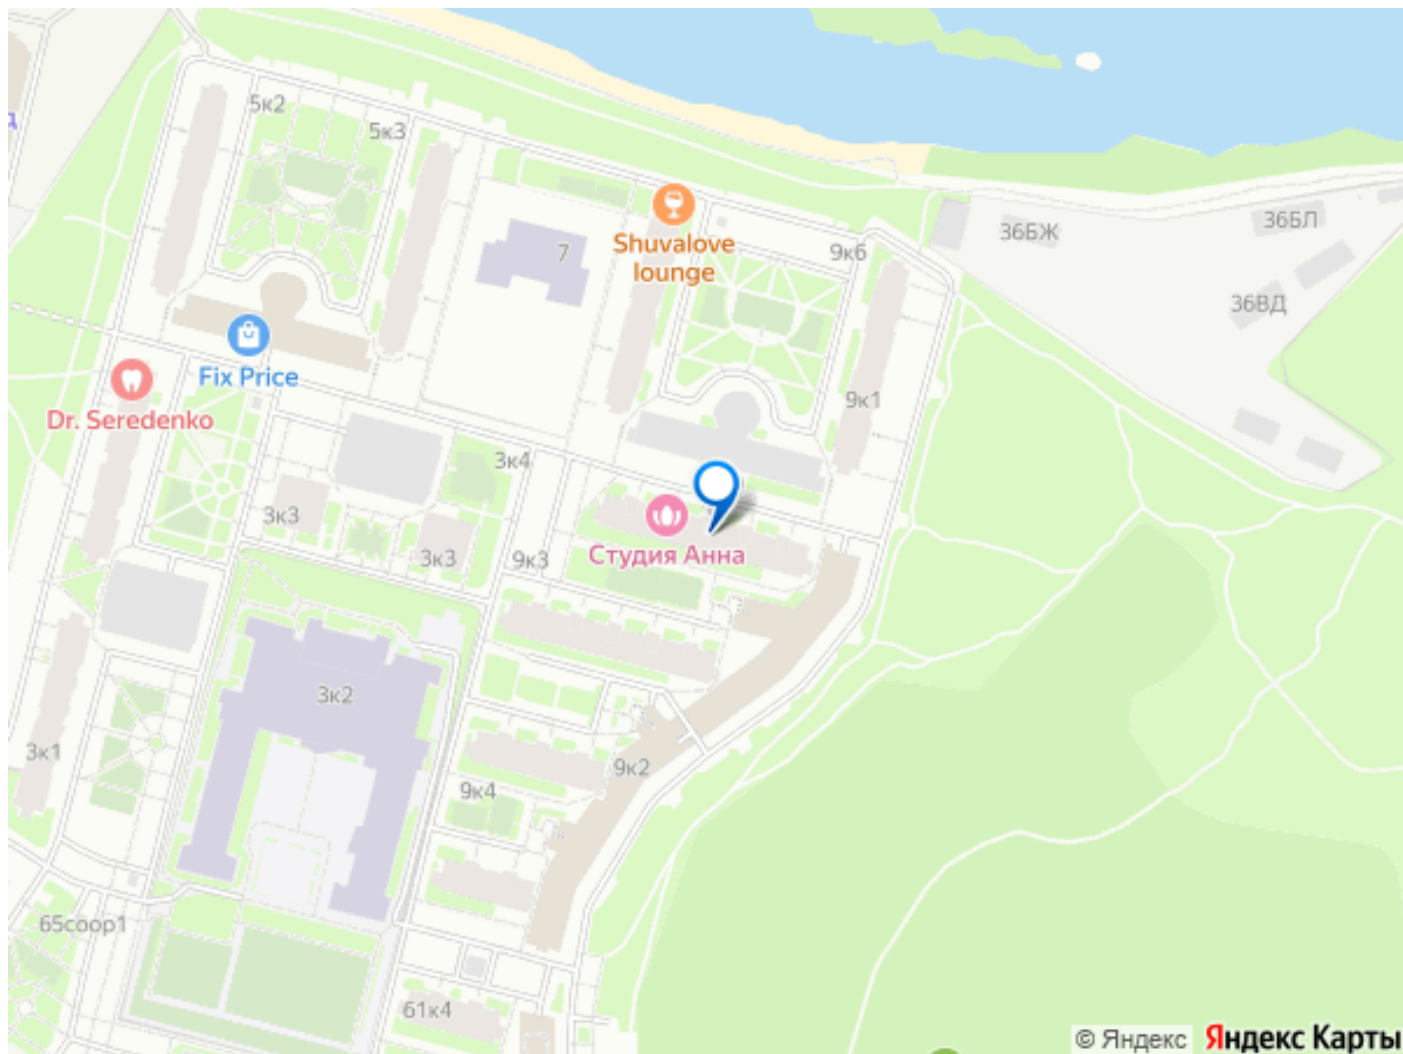 5к2
5к3
д
Shuvalove
lounge
7
9к6
36БЖ
36БЛ
36ВД
Fix Price
Dr. Seredenko
9к1
3к4
3к3
3к3
9к3
Студия Анна
3к2
3к1
9к2
9к4
65соор1
61к4
© Яндекс Яндекс Карты